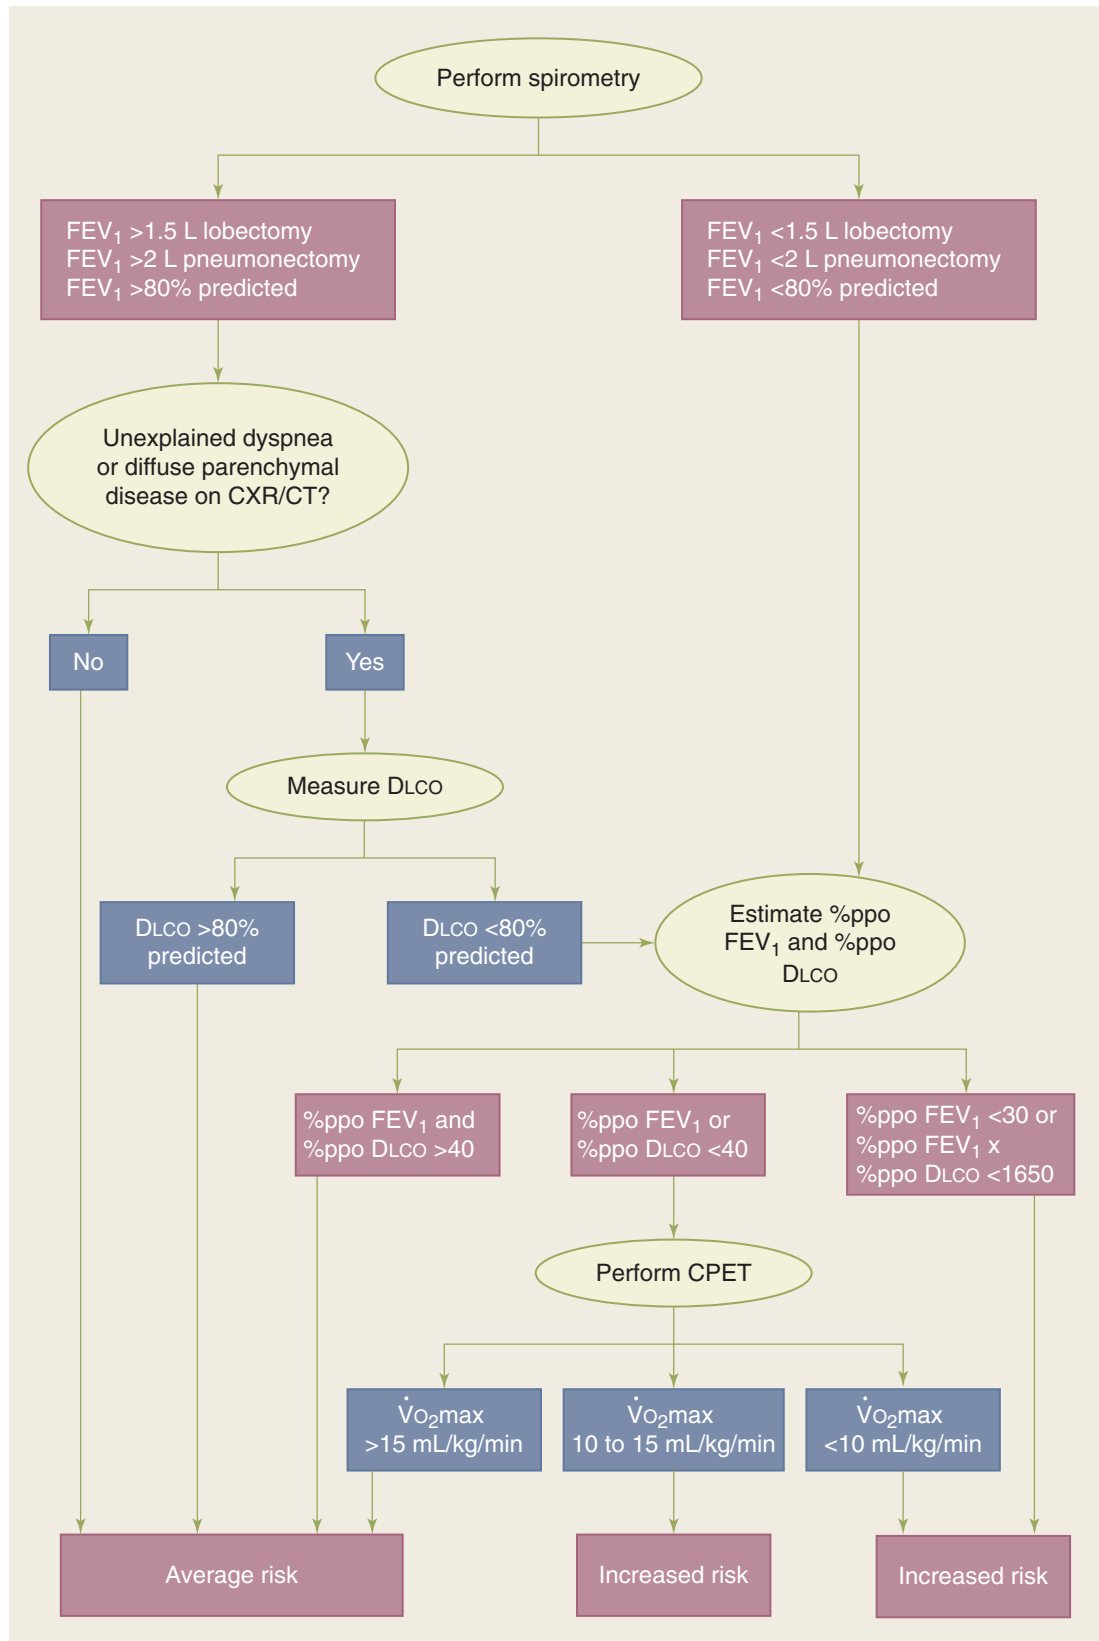 Perform spirometry
FEV₁ >1.5 L lobectomy
FEV₁ >2 L pneumonectomy
FEV₁ >80% predicted
FEV₁ <1.5 L lobectomy
FEV₁ <2 L pneumonectomy
FEV₁ <80% predicted
Unexplained dyspnea
or diffuse parenchymal
disease on CXR/CT?
No
Yes
Measure DLCO
DLCO >80%
predicted
DLCO <80%
predicted
Estimate %ppo
FEV₁ and %ppo
DLCO
%ppo FEV₁ and
%ppo DLCO >40
%ppo FEV₁ or
%ppo DLCO <40
%ppo FEV₁ <30 or
%ppo FEV₁ x
%ppo DLCO <1650
Perform CPET
V̇O₂max
>15 mL/kg/min
V̇O₂max
10 to 15 mL/kg/min
V̇O₂max
<10 mL/kg/min
Average risk
Increased risk
Increased risk